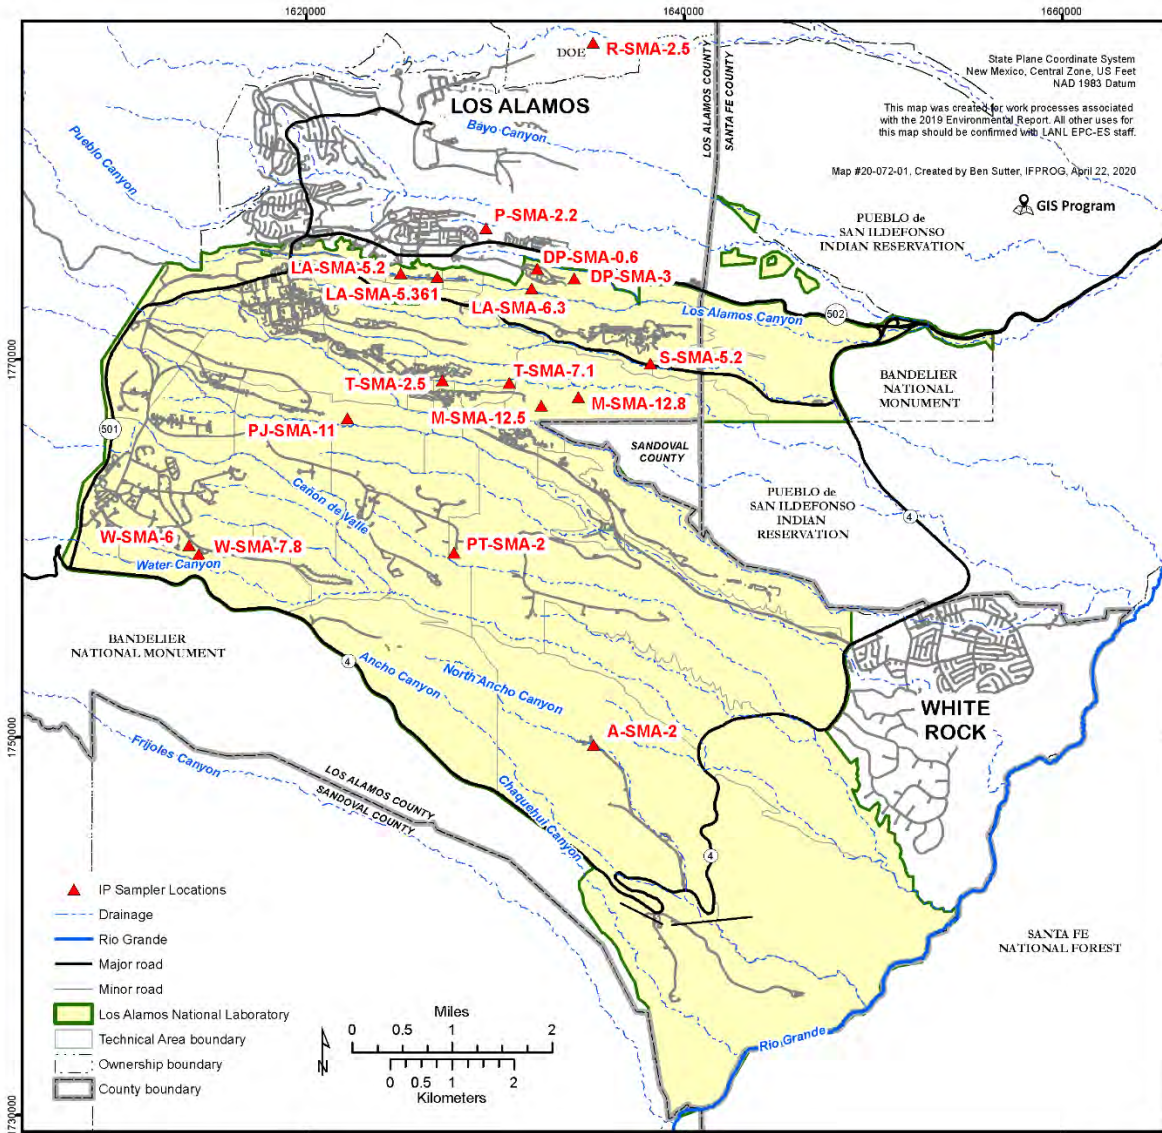 1620000
1640000
1660000
R-SMA-2.5
DOE
State Plane Coordinate System
New Mexico, Central Zone, US Feet
NAD 1983 Datum
LOS ALAMOS
LOS ALAMOS COUNTY
SANTA FE COUNTY
This map was created for work processes associated
with the 2019 Environmental Report. All other uses for
this map should be confirmed with LANL EPC-ES staff.
Bayo Canyon
Pueblo Canyon
Map #20-072-01. Created by Ben Sutter, IFPROG, April 22, 2020
GIS Program
P-SMA-2.2
PUEBLO de
SAN ILDEFONSO
INDIAN RESERVATION
DP-SMA-0.6
LA-SMA-5.2
DP-SMA-3
LA-SMA-5.361
LA-SMA-6.3
Los Alamos Canyon
502
1770000
S-SMA-5.2
T-SMA-7.1
T-SMA-2.5
BANDELIER
NATIONAL
MONUMENT
M-SMA-12.8
M-SMA-12.5
PJ-SMA-11
501
SANDOVAL
COUNTY
Cañon de Valle
PUEBLO de
SAN ILDEFONSO
INDIAN
RESERVATION
4
W-SMA-6
W-SMA-7.8
PT-SMA-2
Water Canyon
BANDELIER
NATIONAL MONUMENT
4
Ancho Canyon
North Ancho Canyon
WHITE
ROCK
A-SMA-2
1750000
Frijoles Canyon
LOS ALAMOS COUNTY
SANDOVAL COUNTY
Chaquehui Canyon
4
IP Sampler Locations
Drainage
Rio Grande
Major road
Minor road
Los Alamos National Laboratory
Technical Area boundary
Ownership boundary
County boundary
SANTA FE
NATIONAL FOREST
Miles
0 0.5 1 2
N
0 0.5 1 2
Kilometers
Rio Grande
1730000